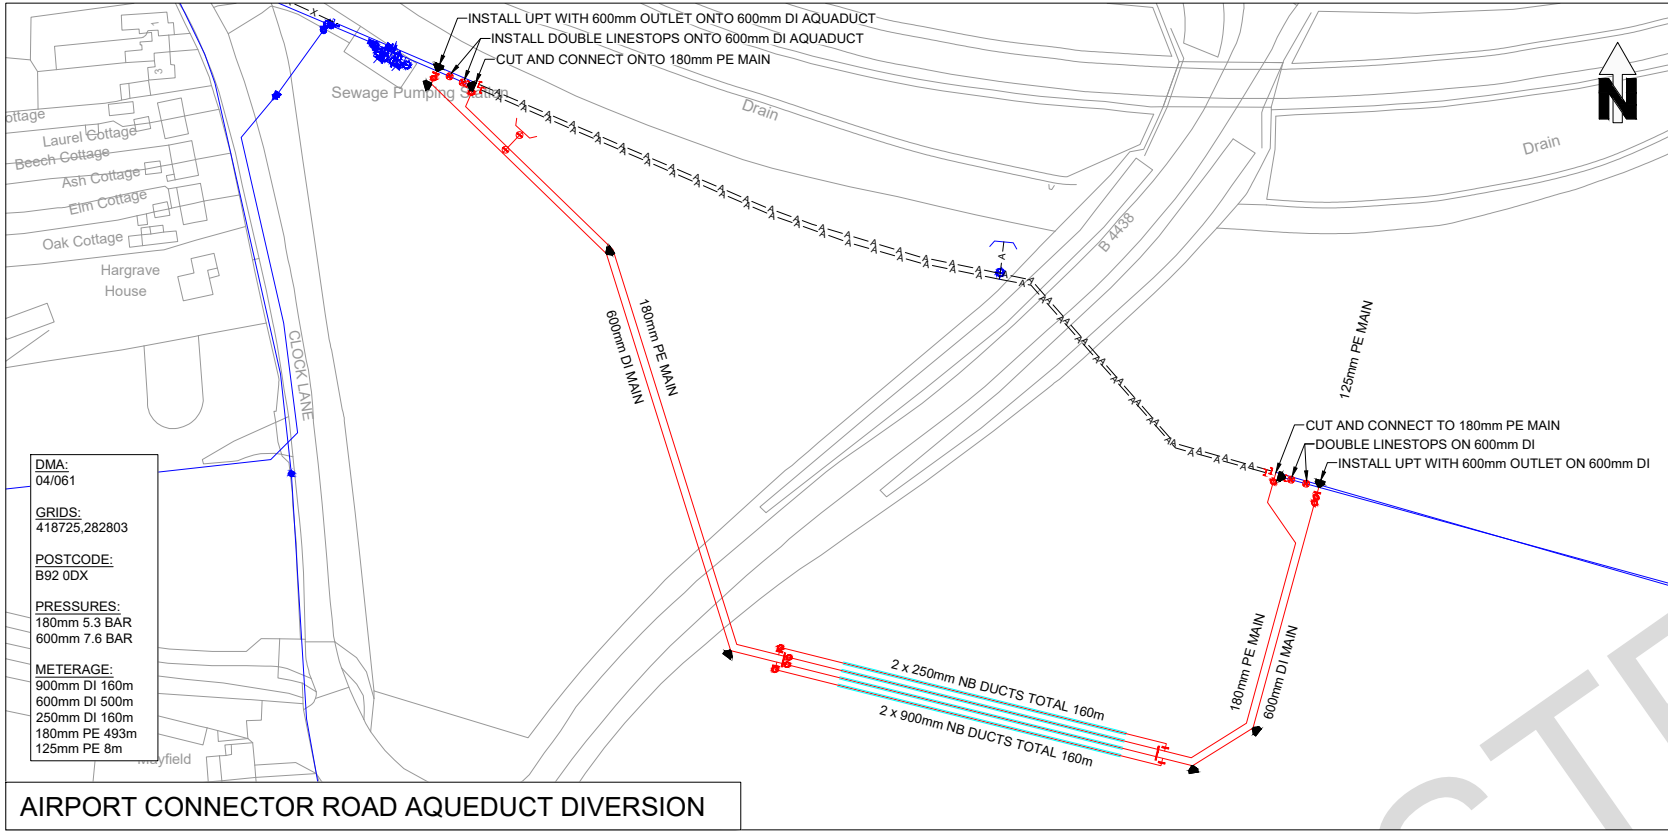 INSTALL UPT WITH 600mm OUTLET ONTO 600mm DI AQUADUCT
INSTALL DOUBLE LINESTOPS ONTO 600mm DI AQUADUCT
CUT AND CONNECT ONTO 180mm PE MAIN
Sewage Pumping Station
3
ottage
Laurel Cottage
Beech Cottage
Ash Cottage
Elm Cottage
Oak Cottage
Hargrave
House
CLOCK LANE
Drain
Drain
N
B 4438
180mm PE MAIN
600mm DI MAIN
125mm PE MAIN
CUT AND CONNECT TO 180mm PE MAIN
DOUBLE LINESTOPS ON 600mm DI
INSTALL UPT WITH 600mm OUTLET ON 600mm DI
180mm PE MAIN
600mm DI MAIN
2 x 250mm NB DUCTS TOTAL 160m
2 x 900mm NB DUCTS TOTAL 160m
DMA:
04/061
GRIDS:
418725,282803
POSTCODE:
B92 0DX
PRESSURES:
180mm 5.3 BAR
600mm 7.6 BAR
METERAGE:
900mm DI 160m
600mm DI 500m
250mm DI 160m
180mm PE 493m
125mm PE 8m
Mayfield
AIRPORT CONNECTOR ROAD AQUEDUCT DIVERSION